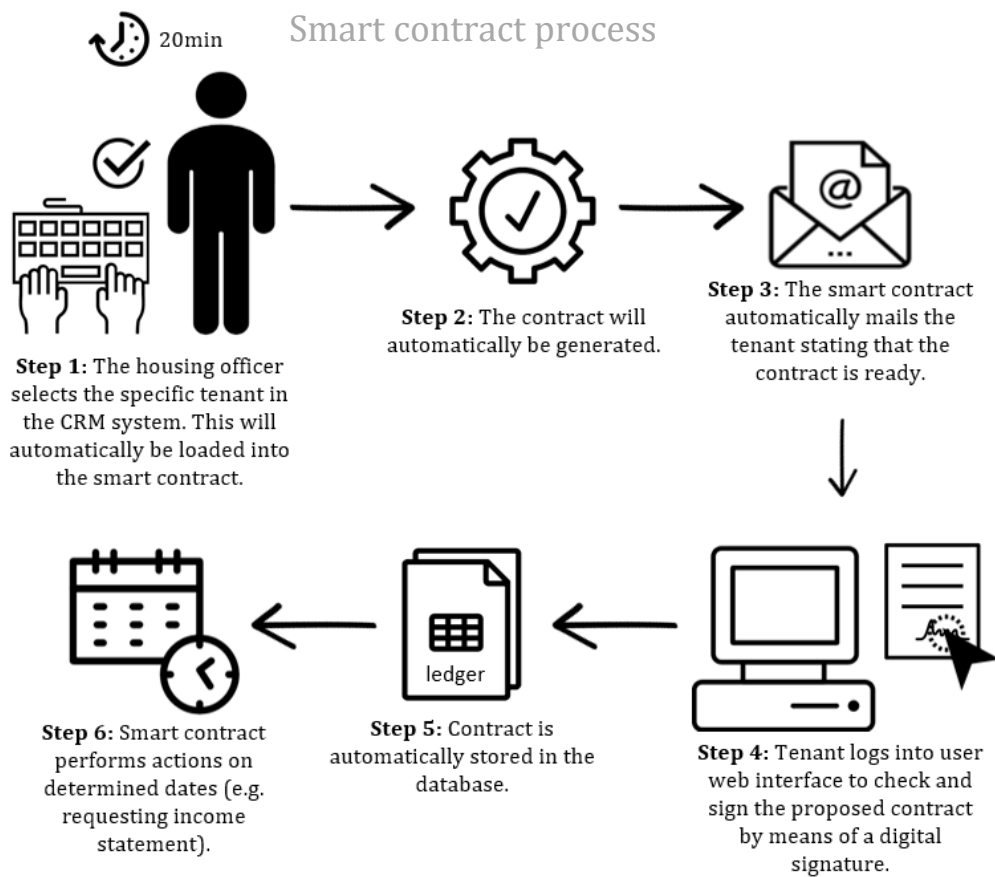 Smart contract process
20min
@
Step 1: The housing officer
selects the specific tenant in
the CRM system. This will
automatically be loaded into
the smart contract.
Step 2: The contract will
automatically be generated.
Step 3: The smart contract
automatically mails the
tenant stating that the
contract is ready.
Step 4: Tenant logs into user
web interface to check and
sign the proposed contract
by means of a digital
signature.
ledger
Step 5: Contract is
automatically stored in the
database.
Step 6: Smart contract
performs actions on
determined dates (e.g.
requesting income
statement).